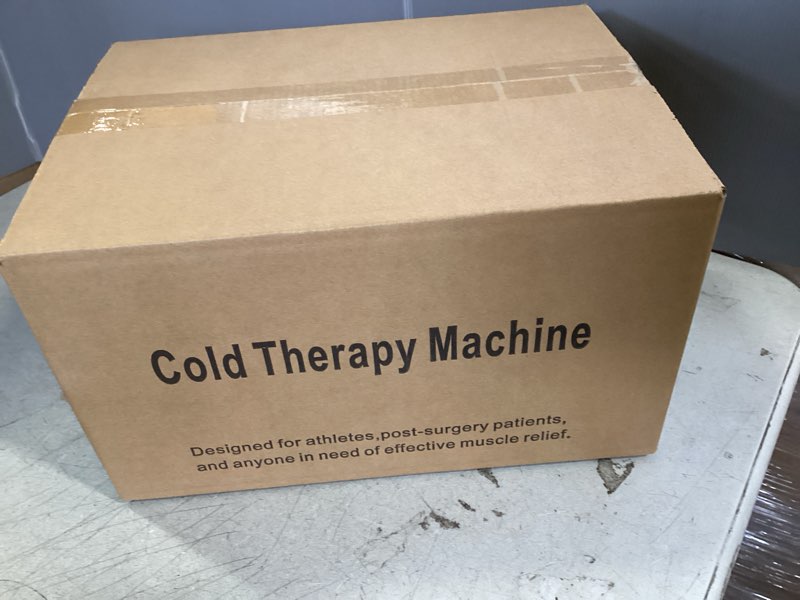 Cold Therapy Machine
Designed for athletes,post-surgery patients,
and anyone in need of effective muscle relief.